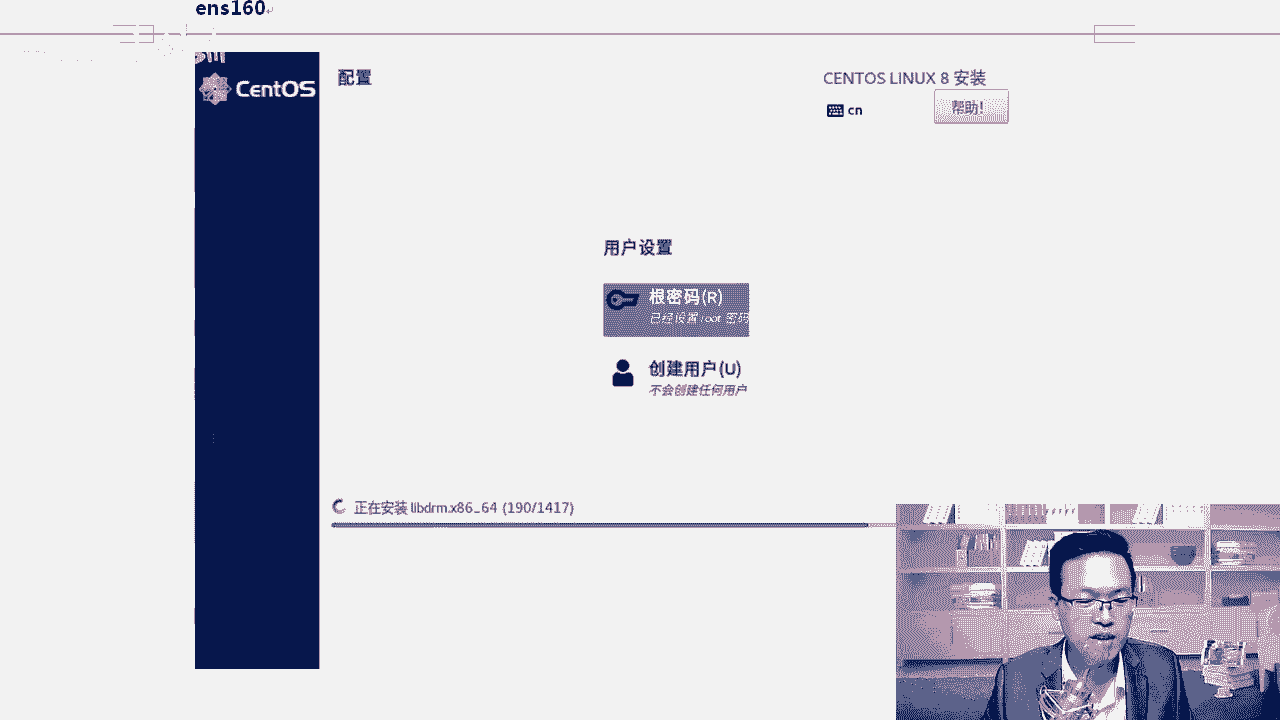 ens160
CentOS
配置
CENTOS LINUX 8 安装
cn
帮助!
用户设置
根密码(R)
已经设置 root 密码
创建用户(U)
不会创建任何用户
正在安装 libdrm.x86_64 (190/1417)